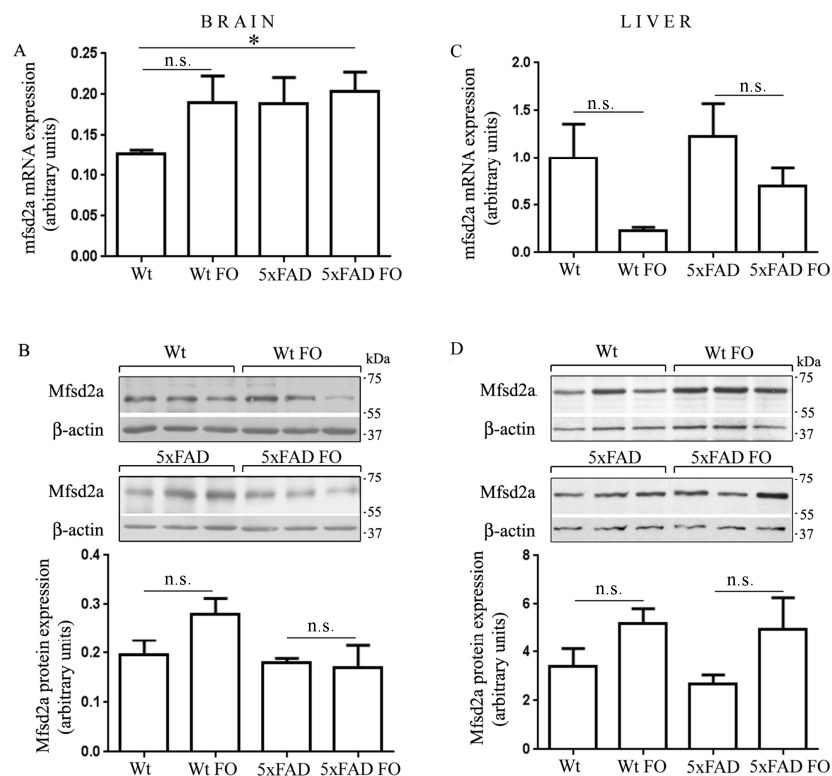 BRAIN
A
mfsd2a mRNA expression
(arbitrary units)
0.25
0.20
0.15
0.10
0.05
0.00
*
n.s.
Wt
Wt FO
5xFAD
5xFAD FO
LIVER
C
mfsd2a mRNA expression
(arbitrary units)
2.0
1.5
1.0
0.5
0.0
n.s.
n.s.
Wt
Wt FO
5xFAD
5xFAD FO
B
Wt
Wt FO
kDa
Mfsd2a
-75
-55
β-actin
-37
5xFAD
5xFAD FO
Mfsd2a
-75
-55
β-actin
-37
Mfsd2a protein expression
(arbitrary units)
0.4
0.3
0.2
0.1
0.0
n.s.
n.s.
Wt
Wt FO
5xFAD
5xFAD FO
D
Wt
Wt FO
kDa
Mfsd2a
-75
-55
β-actin
-37
5xFAD
5xFAD FO
Mfsd2a
-75
-55
β-actin
-37
Mfsd2a protein expression
(arbitrary units)
8
6
4
2
0
n.s.
n.s.
Wt
Wt FO
5xFAD
5xFAD FO